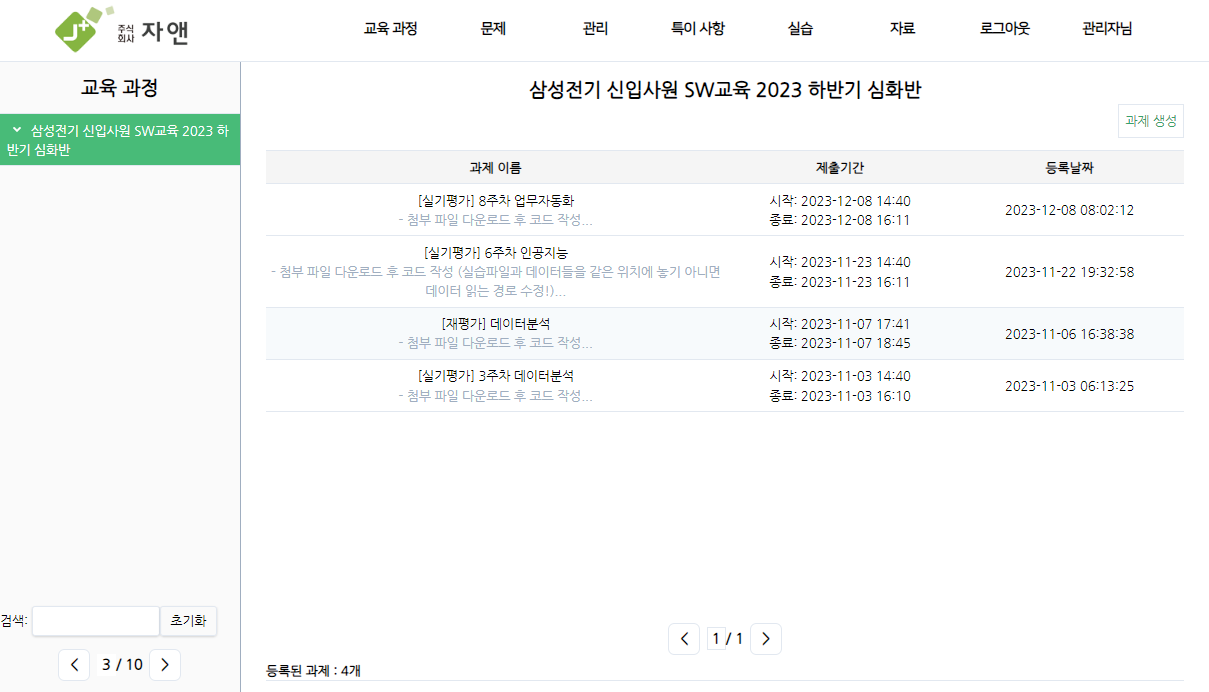 J+ 주식회사 자앤
교육 과정 문제 관리 특이 사항 실습 자료 로그아웃 관리자님
교육 과정
삼성전기 신입사원 SW교육 2023 하
반기 심화반
검색: 초기화
3 / 10
삼성전기 신입사원 SW교육 2023 하반기 심화반
과제 생성
과제 이름 제출기간 등록날짜
[실기평가] 8주차 업무자동화
- 첨부 파일 다운로드 후 코드 작성...
시작: 2023-12-08 14:40
종료: 2023-12-08 16:11
2023-12-08 08:02:12
[실기평가] 6주차 인공지능
- 첨부 파일 다운로드 후 코드 작성 (실습파일과 데이터들을 같은 위치에 놓기 아니면
데이터 읽는 경로 수정!)...
시작: 2023-11-23 14:40
종료: 2023-11-23 16:11
2023-11-22 19:32:58
[재평가] 데이터분석
- 첨부 파일 다운로드 후 코드 작성...
시작: 2023-11-07 17:41
종료: 2023-11-07 18:45
2023-11-06 16:38:38
[실기평가] 3주차 데이터분석
- 첨부 파일 다운로드 후 코드 작성...
시작: 2023-11-03 14:40
종료: 2023-11-03 16:10
2023-11-03 06:13:25
1 / 1
등록된 과제 : 4개